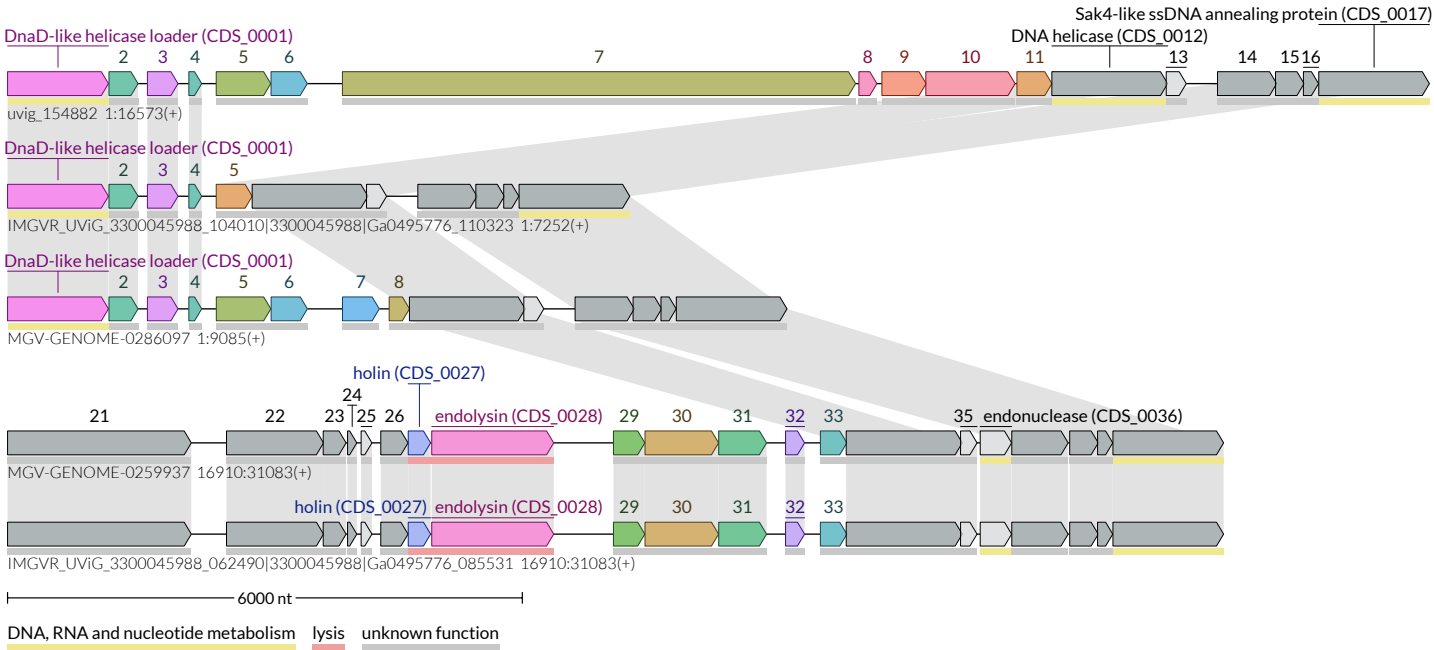 Sak4-like ssDNA annealing protein (CDS_0017)
DnaD-like helicase loader (CDS_0001) DNA helicase (CDS_0012)
2 3 4 5 6 7 8 9 10 11 13 14 15 16
uvig_154882 1:16573(+)
DnaD-like helicase loader (CDS_0001)
2 3 4 5
IMGVR_UViG_3300045988_104010|3300045988|Ga0495776_110323 1:7252(+)
DnaD-like helicase loader (CDS_0001)
2 3 4 5 6 7 8
MGV-GENOME-0286097 1:9085(+)
holin (CDS_0027)
24
21 22 23 25 26 endolysin (CDS_0028) 29 30 31 32 33 35 endonuclease (CDS_0036)
MGV-GENOME-0259937 16910:31083(+)
holin (CDS_0027) endolysin (CDS_0028) 29 30 31 32 33
IMGVR_UViG_3300045988_062490|3300045988|Ga0495776_085531 16910:31083(+)
6000 nt
DNA, RNA and nucleotide metabolism lysis unknown function